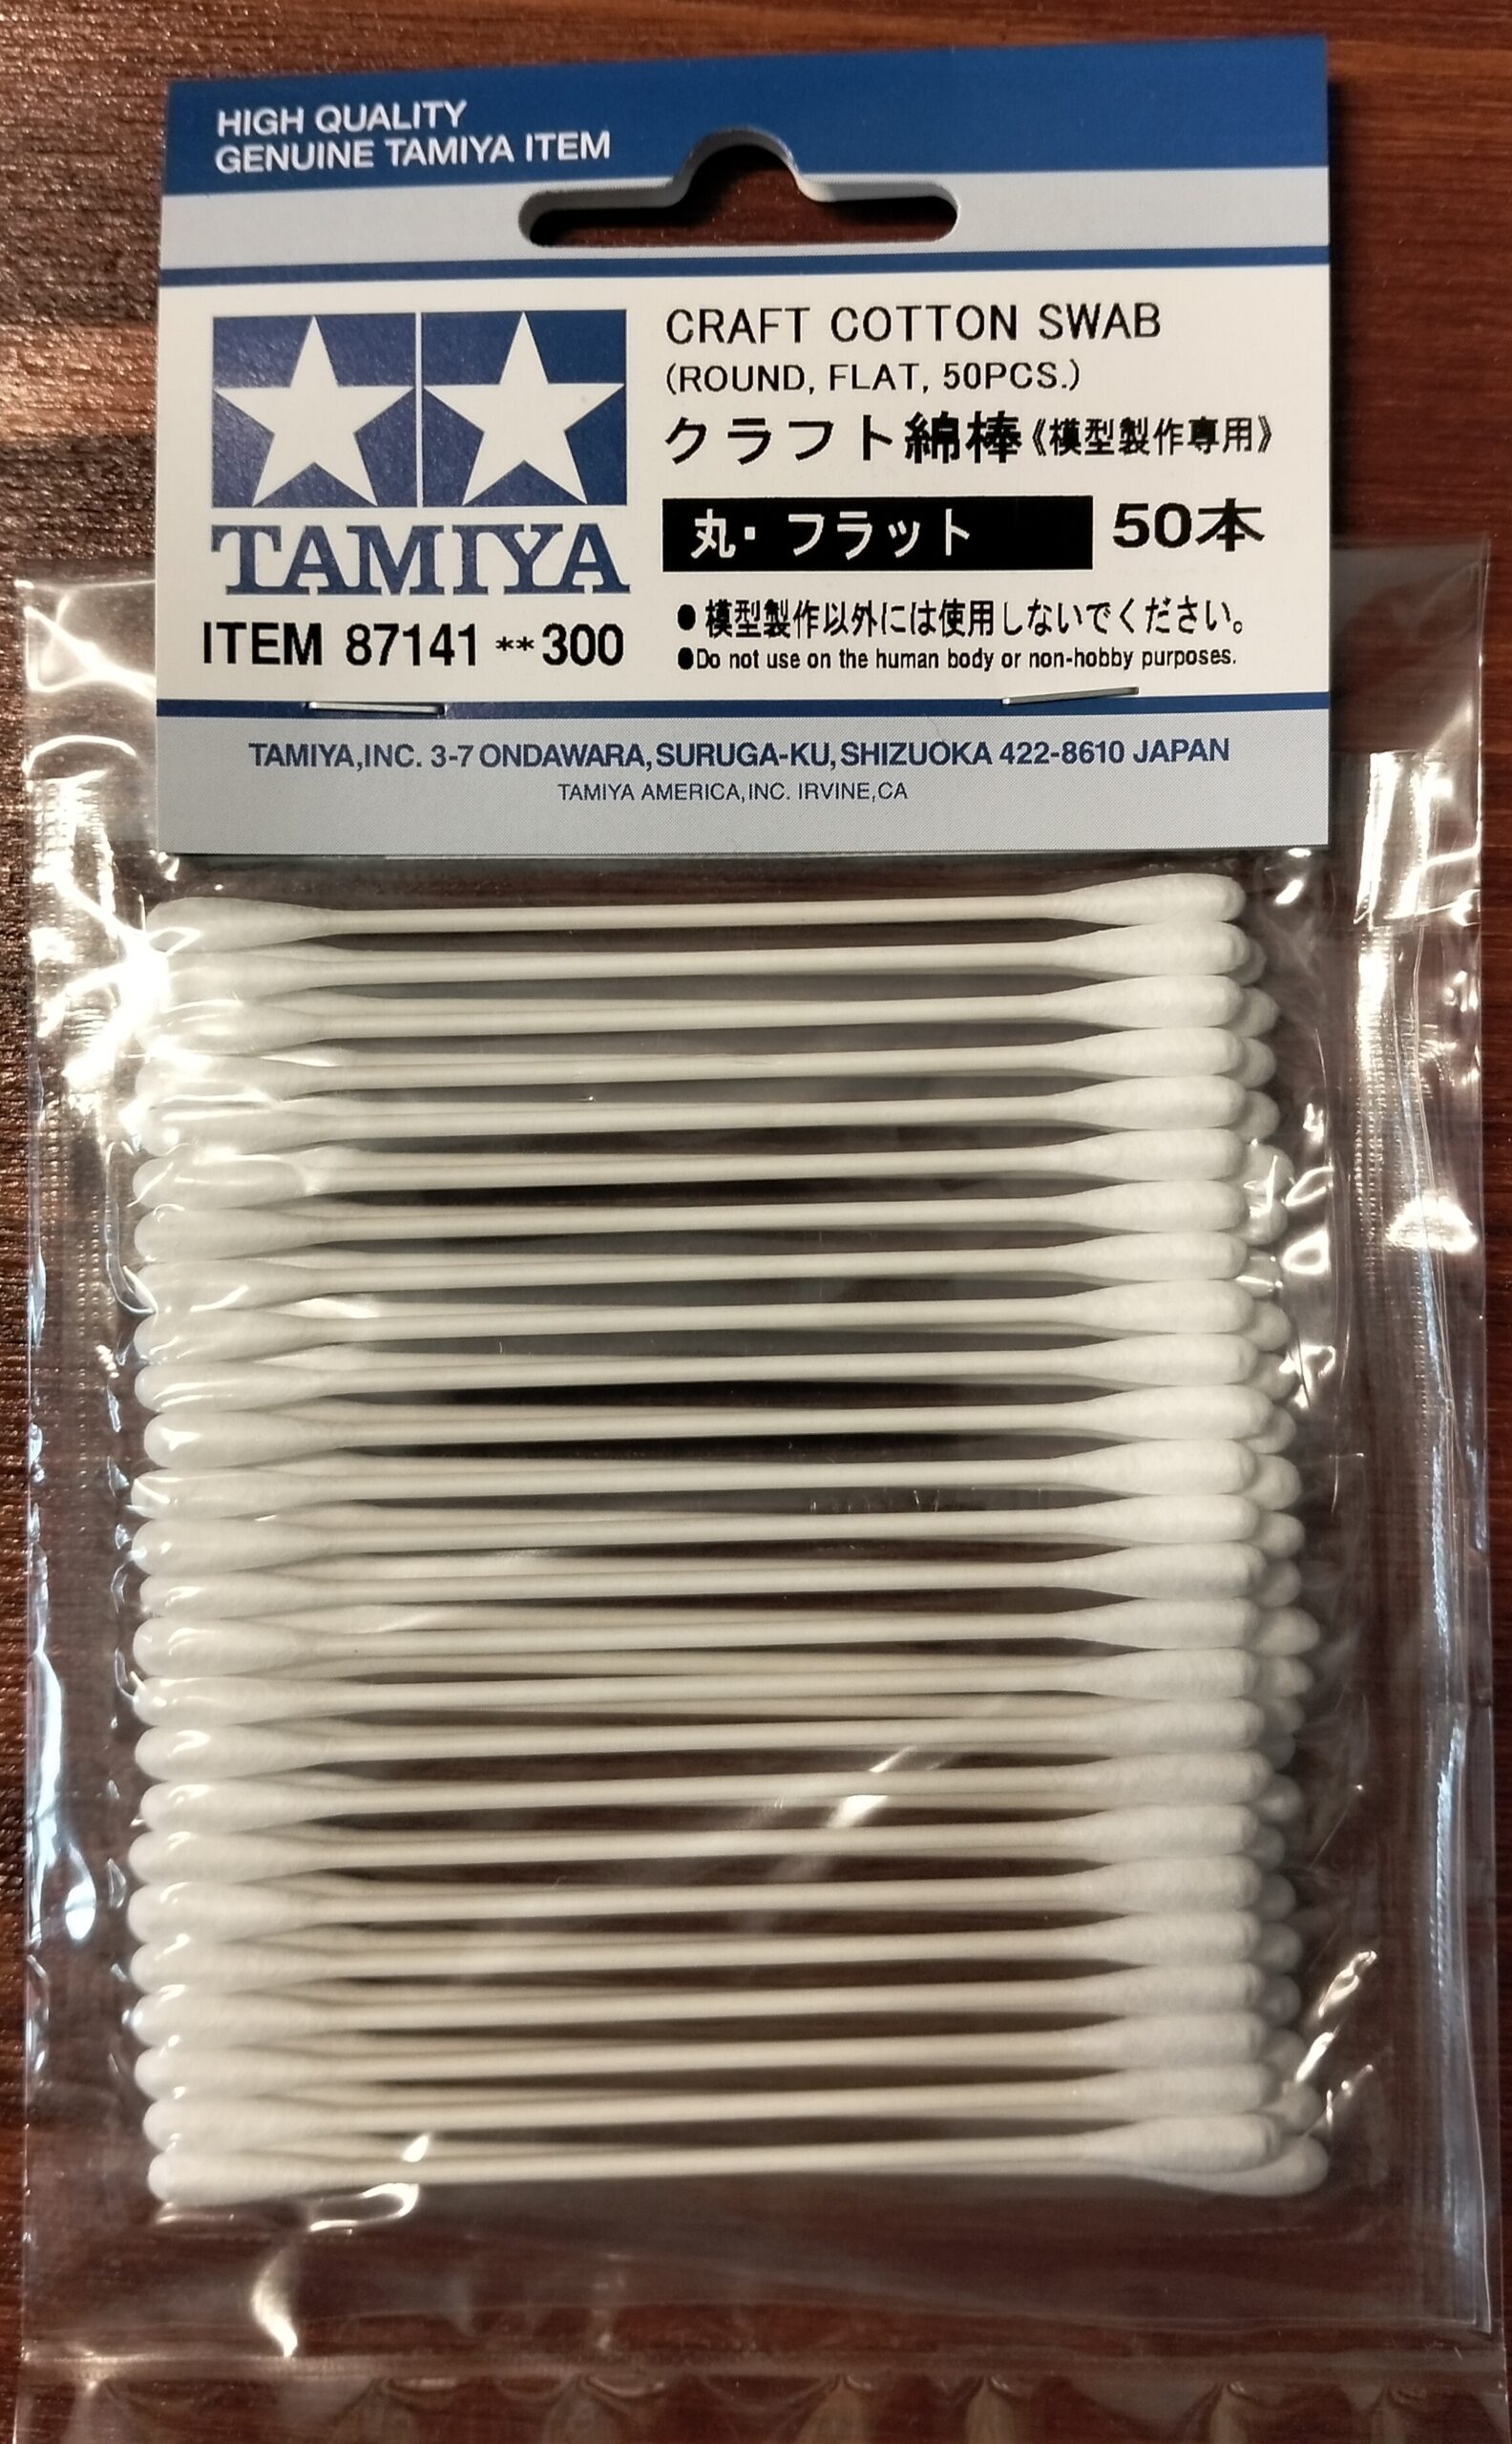 HIGH QUALITY
GENUINE TAMIYA ITEM
CRAFT COTTON SWAB
(ROUND, FLAT, 50PCS.)
クラフト綿棒《模型製作専用》
丸・フラット 50本
TAMIYA
ITEM 87141 **300
●模型製作以外には使用しないでください。
●Do not use on the human body or non-hobby purposes.
TAMIYA,INC. 3-7 ONDAWARA,SURUGA-KU,SHIZUOKA 422-8610 JAPAN
TAMIYA AMERICA,INC. IRVINE,CA